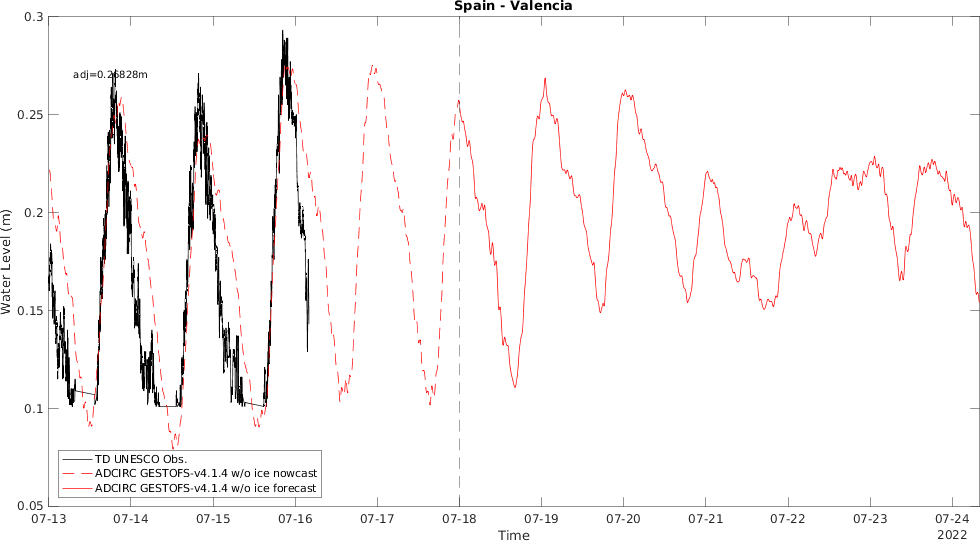 Spain - Valencia
adj=0.26828m
0.3
0.25
0.2
0.15
0.1
0.05
Water Level (m)
TD UNESCO Obs.
ADCIRC GESTOFS-v4.1.4 w/o ice nowcast
ADCIRC GESTOFS-v4.1.4 w/o ice forecast
07-13 07-14 07-15 07-16 07-17 07-18 07-19 07-20 07-21 07-22 07-23 07-24
Time
2022